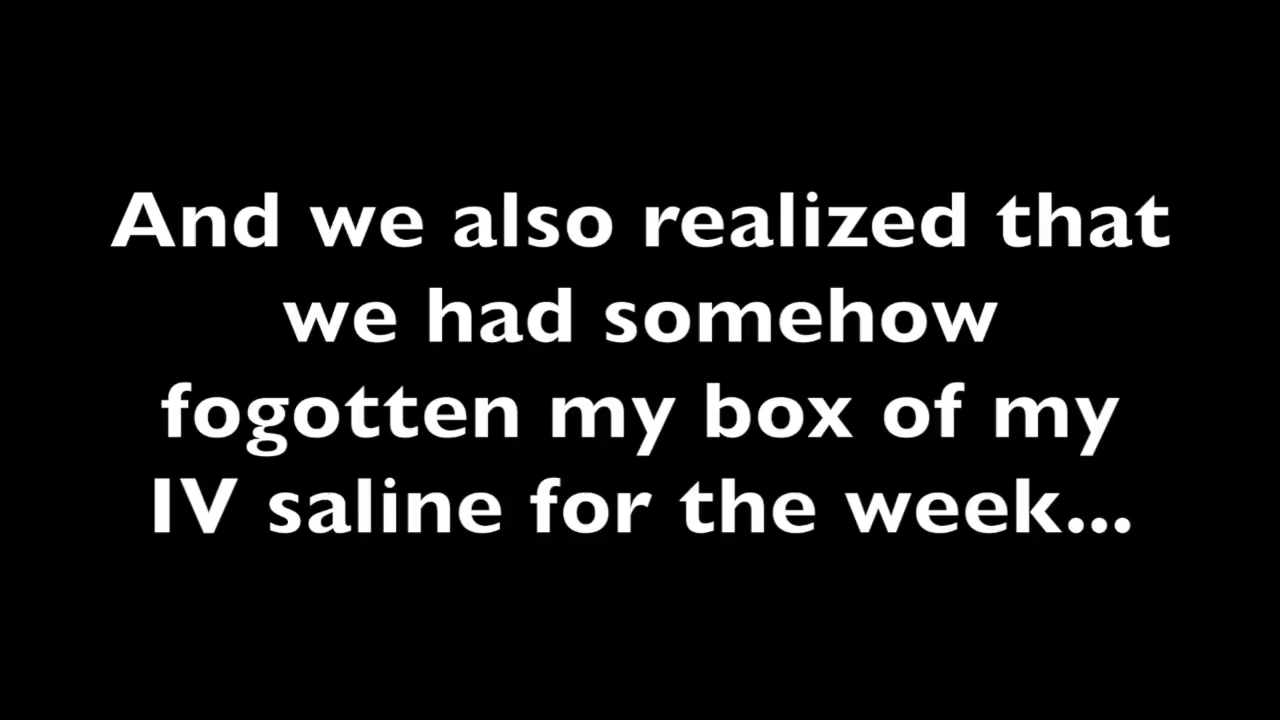 And we also realized that
we had somehow
fogotten my box of my
IV saline for the week...